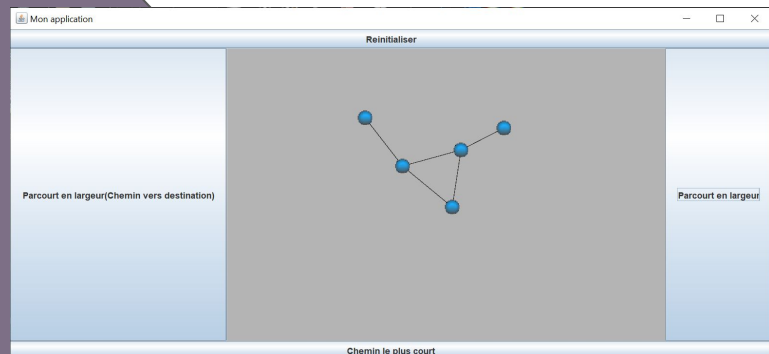 Mon application
Reinitialiser
Parcourt en largeur(Chemin vers destination)
Parcourt en largeur
Chemin le plus court